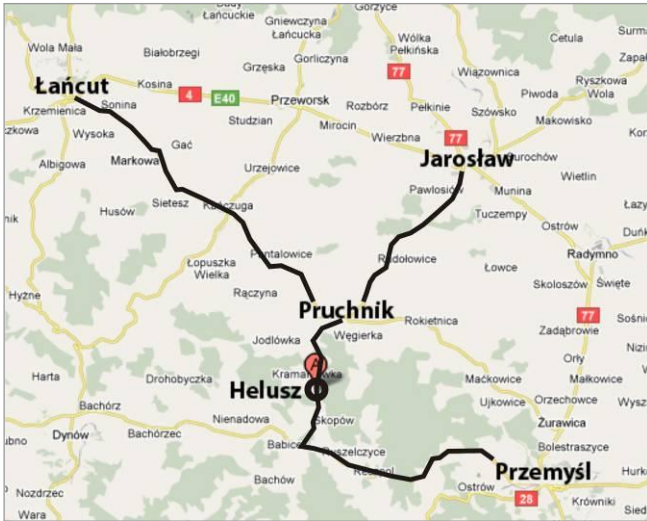 Łańcuckie
Gniewczyna
Łańcucka
Gorzyce
Wola Mała
Białobrzegi
Wólka
Pełkińska
Cetula
Grzęska
Gorliczyna
77
Wiązownica
Ryszkowa
Wola
Łańcut
Kosina
4
E40
Przeworsk
Rozbórz
Pełkinie
Piwoda
Krzemienica
Sonina
Studzian
Mirocin
Szówsko
Makowisko
Wysoka
Gać
Wierzbna
77
Albigowa
Markowa
Urzejowice
Jarosław
Pawłosiów
Munina
Wietlin
Husów
Sietesz
Kańczuga
Tuczempy
Ostrów
Pantalowice
Radymno
Łopuszka
Wielka
Rudołowice
Łowce
Skołoszów
Święte
Hyżne
Rączyna
Pruchnik
Rokietnica
77
Węgierka
Zadąbrowie
Jodłówka
Orły
A
Harta
Drohobyczka
Maćkowice
Małkowice
Helusz
Ujkowice
Orzechowce
Bachórz
Nienadowa
Skopów
Żurawica
Dynów
Bachórzec
Babice
Ruszelczyce
Bolestraszyce
Bachów
Przemyśl
Nozdrzec
Ostrów
28
Krówniki
Wara